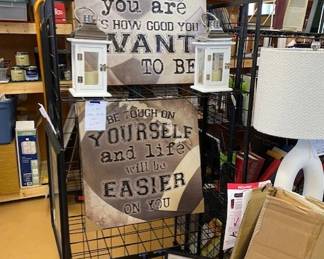 you are
IS HOW GOOD YOU
WANT
TO BE
BE TOUGH ON
YOURSELF
and life
will be
EASIER
ON YOU